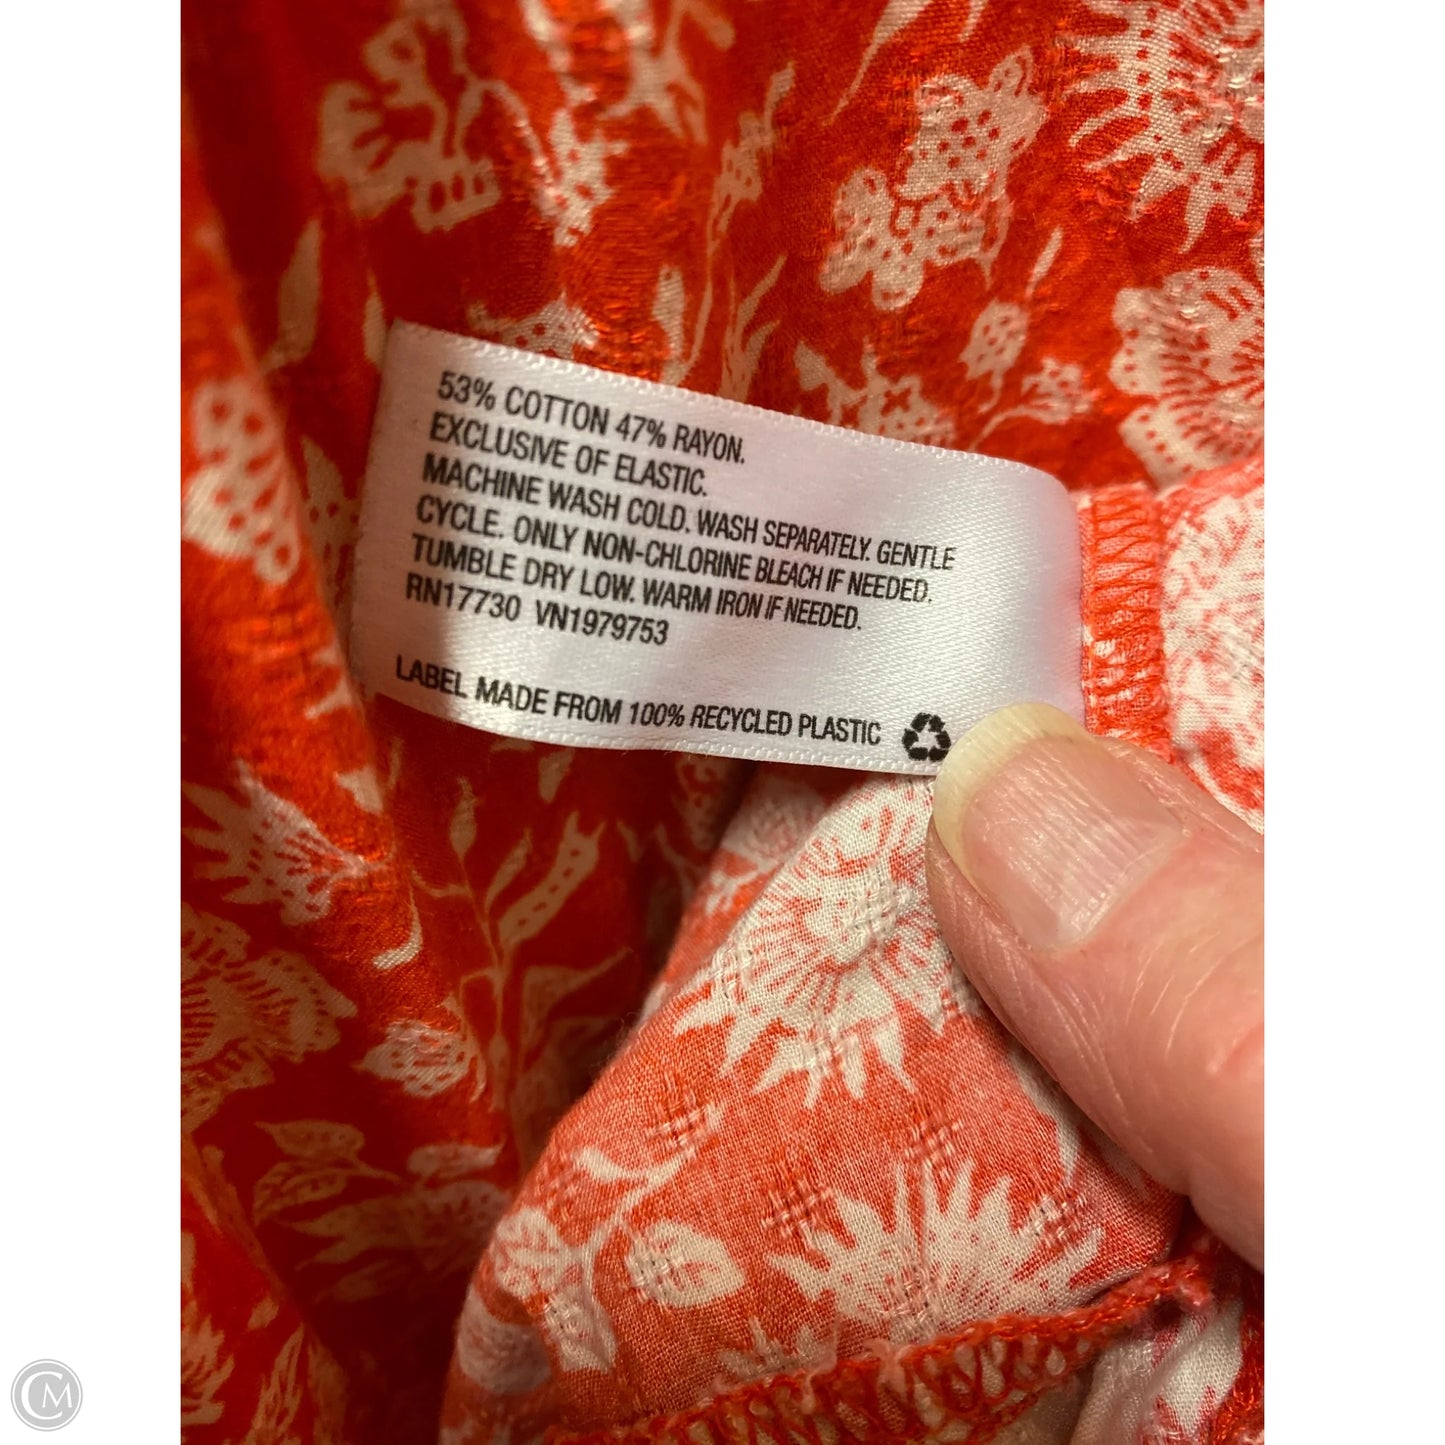 53% COTTON 47% RAYON.
EXCLUSIVE OF ELASTIC.
MACHINE WASH COLD. WASH SEPARATELY. GENTLE
CYCLE. ONLY NON-CHLORINE BLEACH IF NEEDED.
TUMBLE DRY LOW. WARM IRON IF NEEDED.
RN17730 VN1979753
LABEL MADE FROM 100% RECYCLED PLASTIC
CM